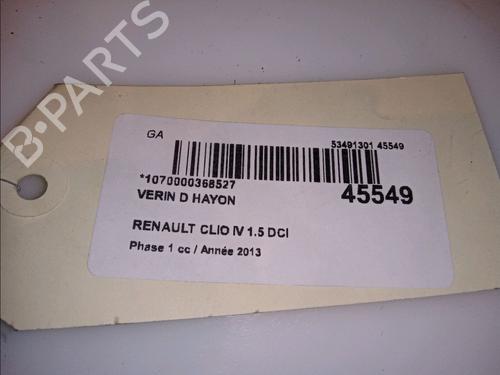 B-PARTS
GA
53491301 45549
*1070000368527
45549
VERIN D HAYON
RENAULT CLIO IV 1.5 DCI
Phase 1 cc / Année 2013